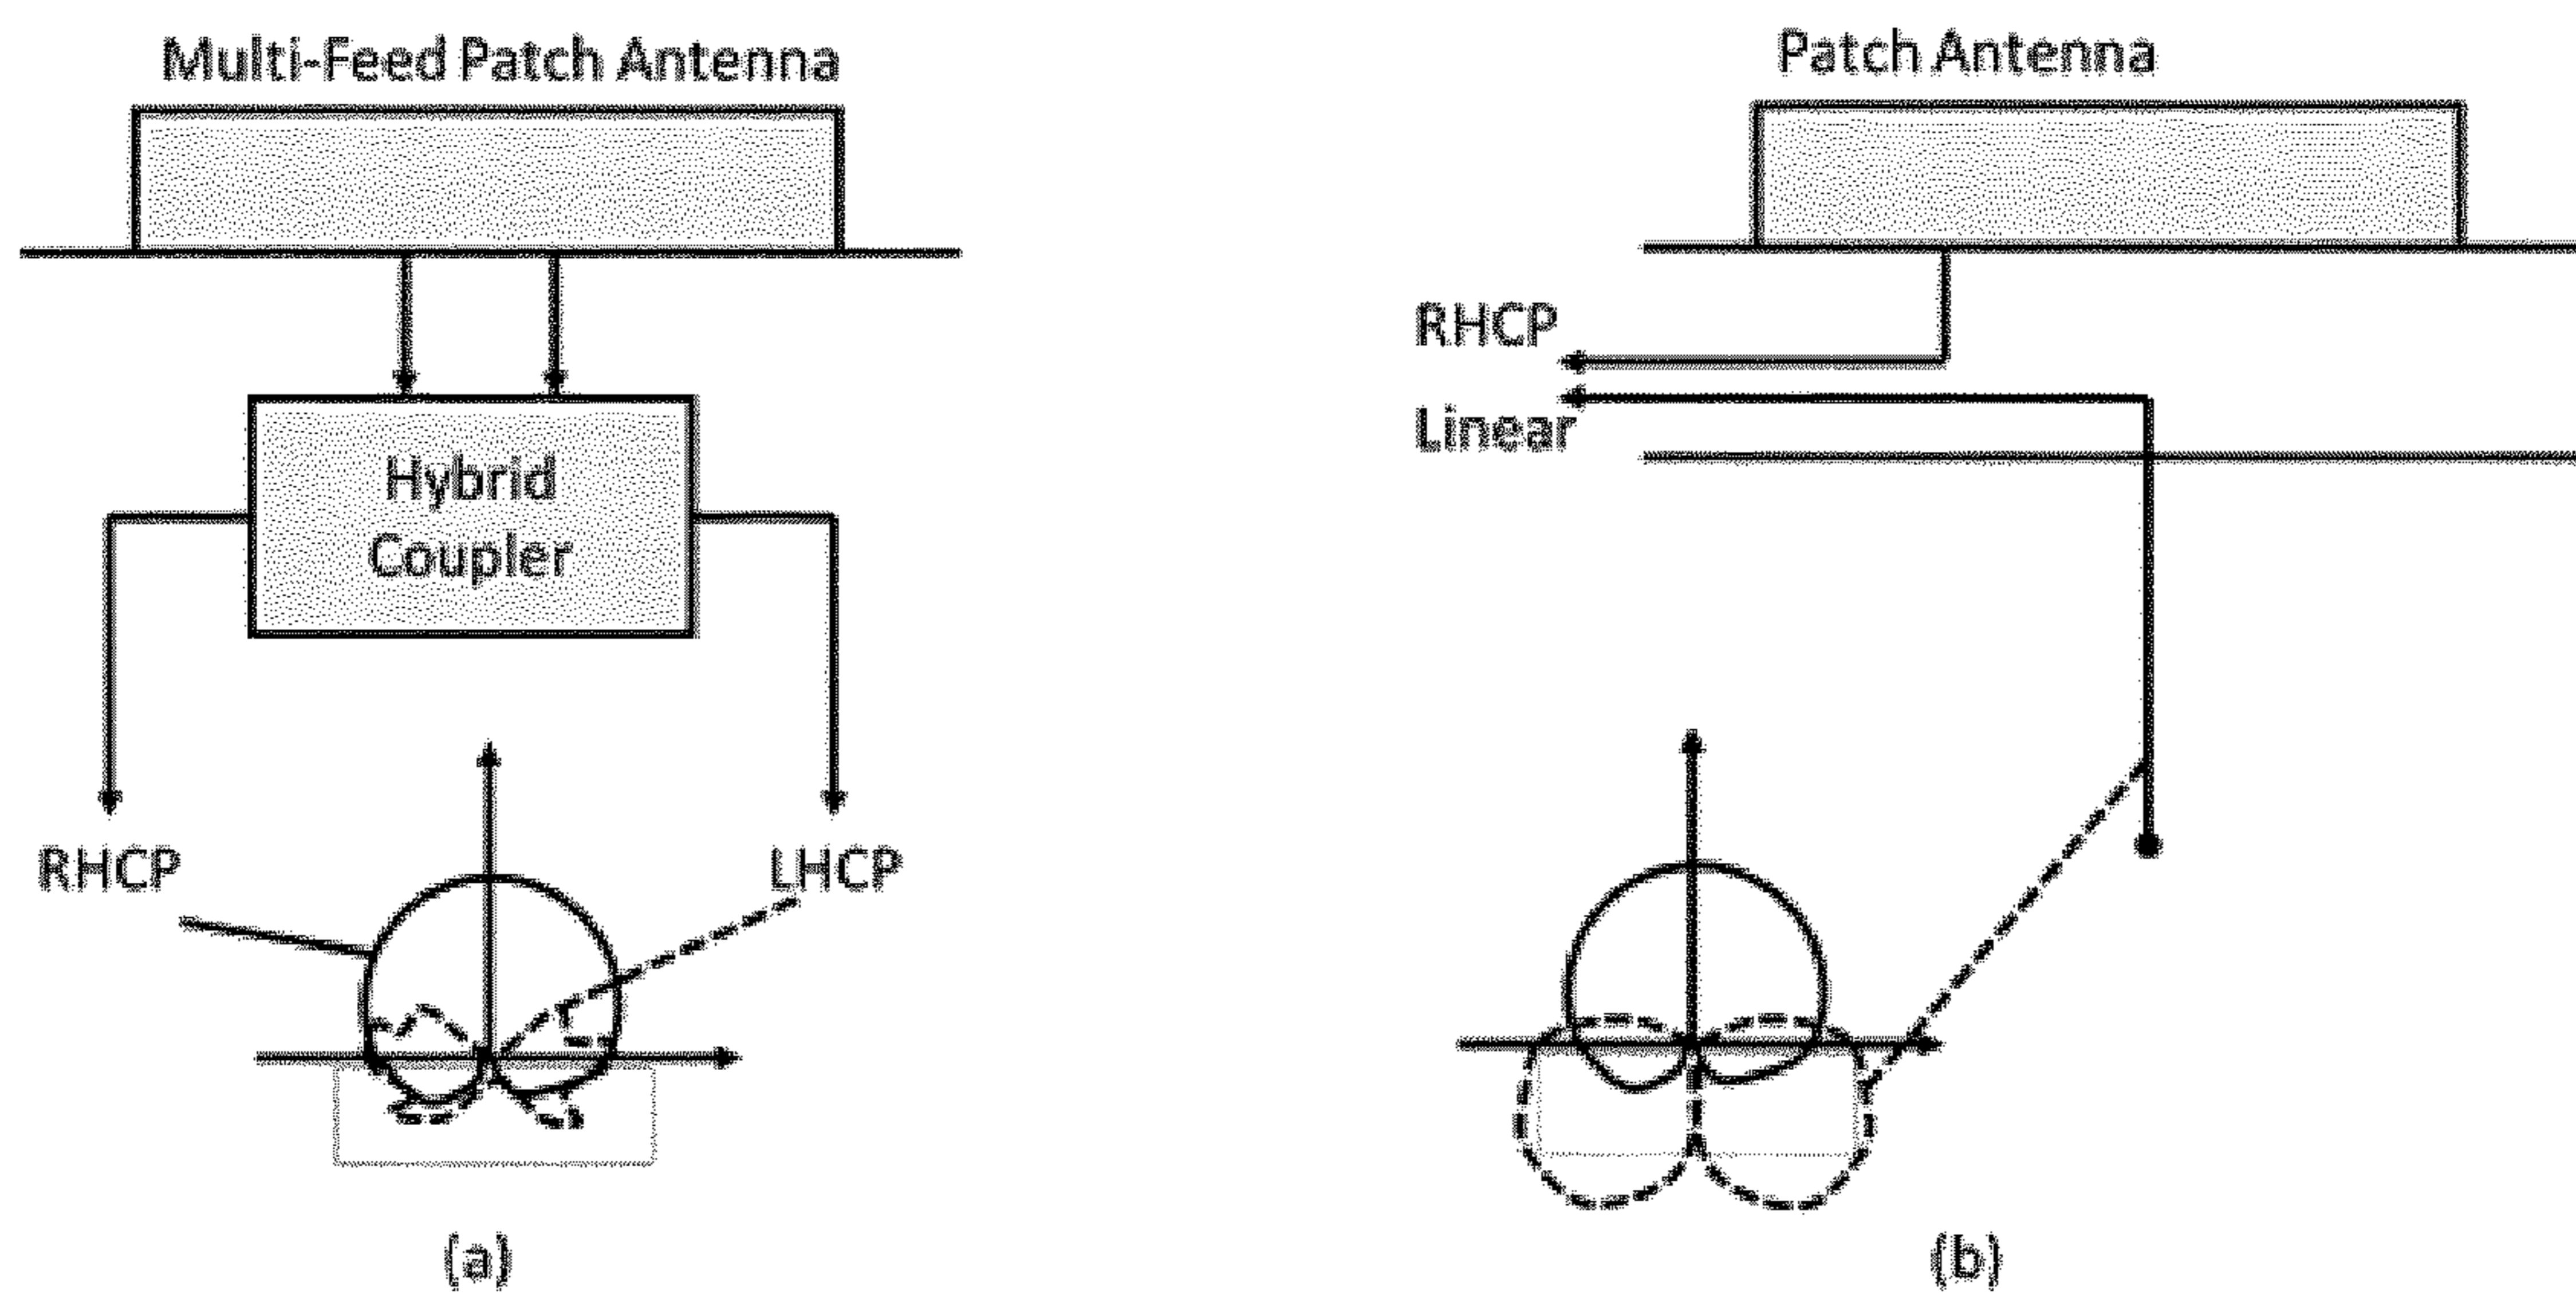 Multi-Feed Patch Antenna
Hybrid
Coupler
RHCP
LHCP
(a)
Patch Antenna
RHCP
Linear
(b)